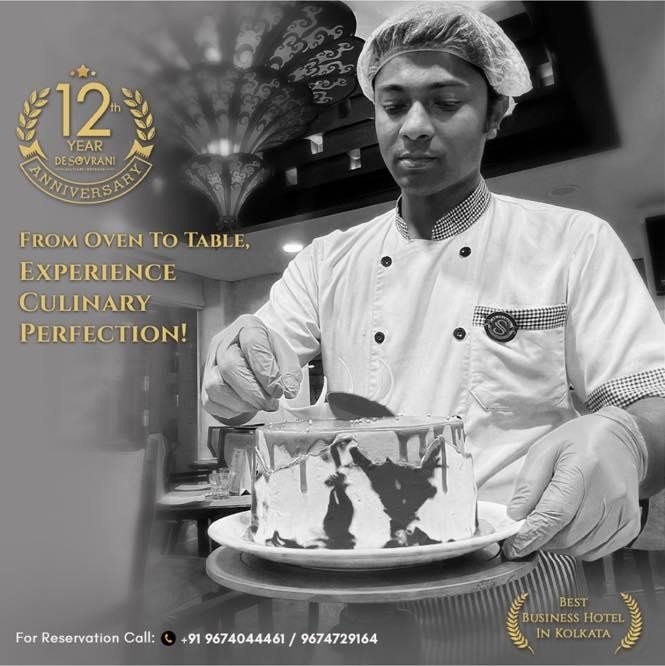 12th
YEAR
DE SOVRANI
ANNIVERSARY
FROM OVEN TO TABLE,
EXPERIENCE
CULINARY
PERFECTION!
S
BEST
BUSINESS HOTEL
IN KOLKATA
For Reservation Call: +91 9674044461 / 9674729164